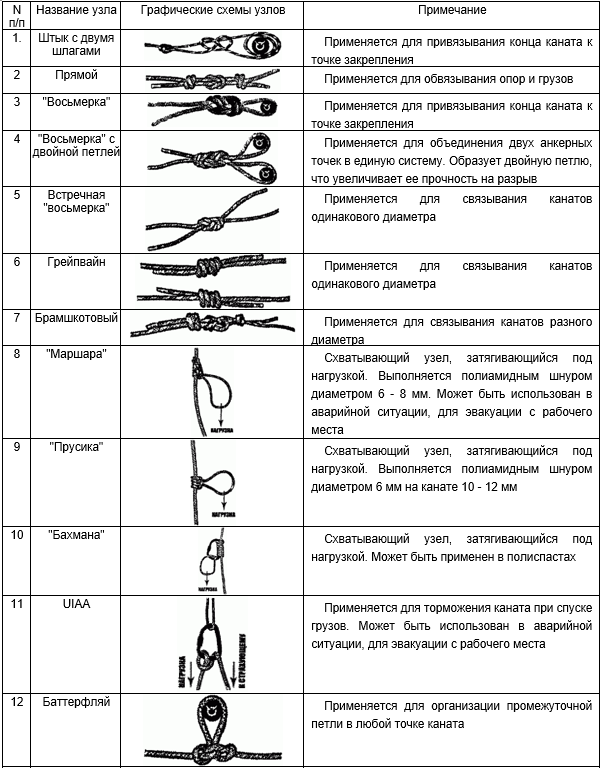 N п/п
Название узла
Графические схемы узлов
Примечание
1.
Штык с двумя
шлагами
Применяется для привязывания конца каната к
точке закрепления
2
Прямой
Применяется для обвязывания опор и грузов
3
"Восьмерка"
Применяется для привязывания конца каната к
точке закрепления
4
"Восьмерка" с
двойной петлей
Применяется для объединения двух анкерных
точек в единую систему. Образует двойную петлю,
что увеличивает ее прочность на разрыв
5
Встречная
"восьмерка"
Применяется для связывания канатов
одинакового диаметра
6
Грейпвайн
Применяется для связывания канатов
одинакового диаметра
7
Брамшкотовый
Применяется для связывания канатов разного
диаметра
8
"Маршара"
НАГРУЗКА
Схватывающий узел, затягивающийся под
нагрузкой. Выполняется полиамидным шнуром
диаметром 6 - 8 мм. Может быть использован в
аварийной ситуации, для эвакуации с рабочего
места
9
"Прусика"
НАГРУЗКА
Схватывающий узел, затягивающийся под
нагрузкой. Выполняется полиамидным шнуром
диаметром 6 мм на канате 10 - 12 мм
10
"Бахмана"
НАГРУЗКА
Схватывающий узел, затягивающийся под
нагрузкой. Может быть применен в полиспастах
11
UIAA
НАГРУЗКА
К СТРАХУЮЩЕМУ
Применяется для торможения каната при спуске
грузов. Может быть использован в аварийной
ситуации, для эвакуации с рабочего места
12
Баттерфляй
Применяется для организации промежуточной
петли в любой точке каната